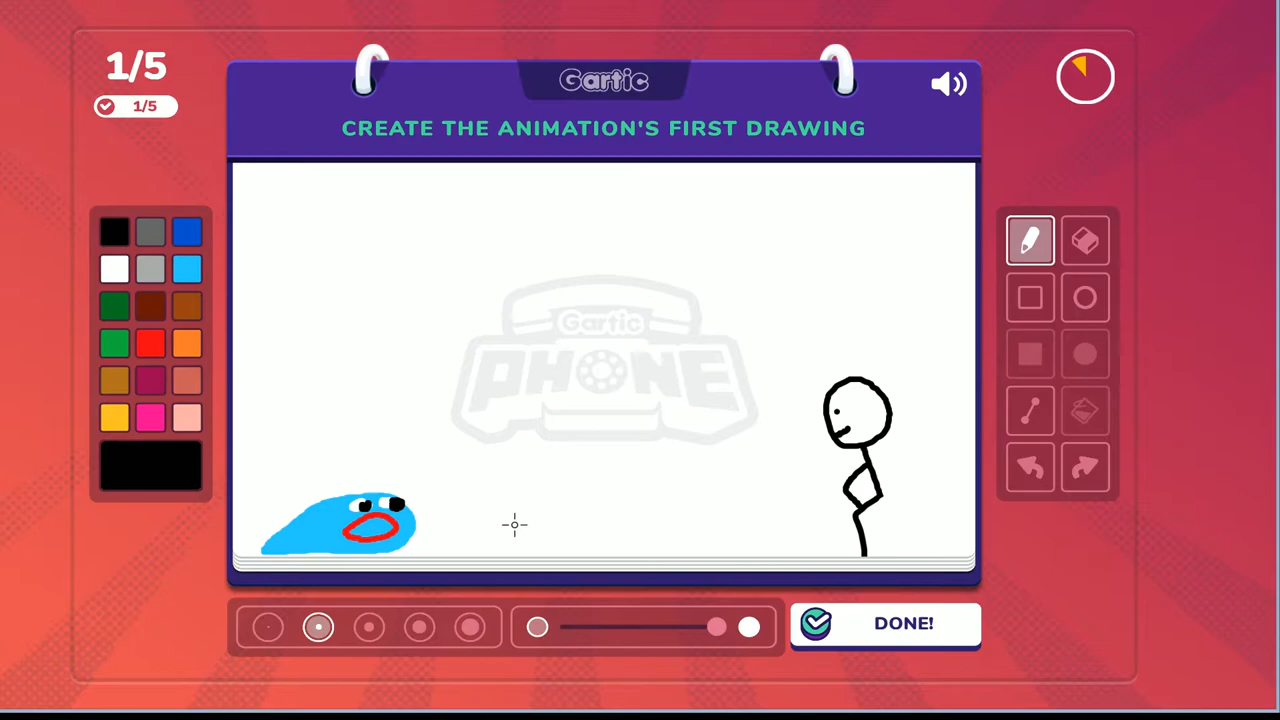 1/5
1/5
Gartic
CREATE THE ANIMATION'S FIRST DRAWING
Gartic
PHONE
DONE!